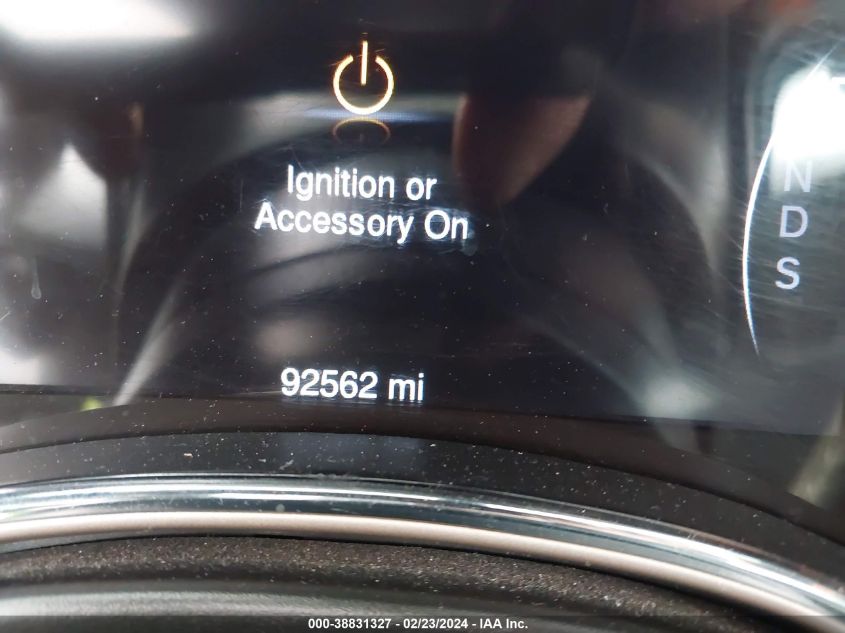 Ignition or
Accessory On
N
D
S
92562 mi
000-38831327 - 02/23/2024 - IAA Inc.